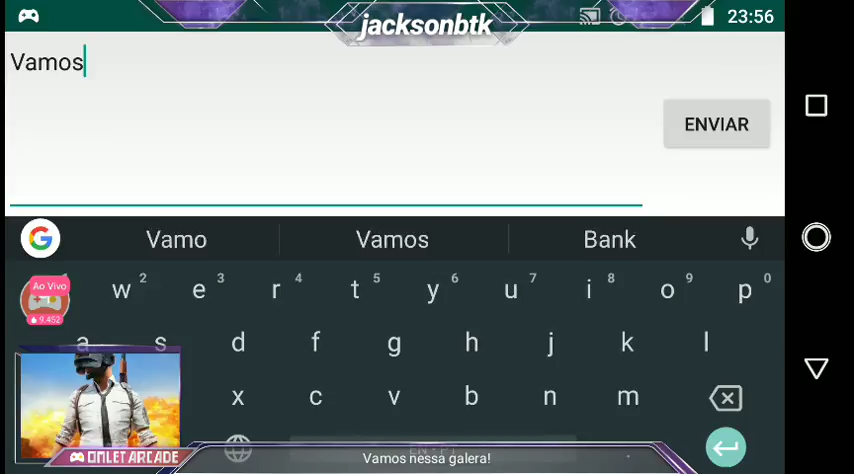 jacksonbtk
23:56
Vamos
ENVIAR
G
Vamo Vamos Bank
Ao Vivo
9.452
w 2 e 3 r 4 t 5 y 6 u 7 i 8 o 9 p 0
a s d f g h j k l
x c v b n m
OMLET ARCADE
Vamos nessa galera!